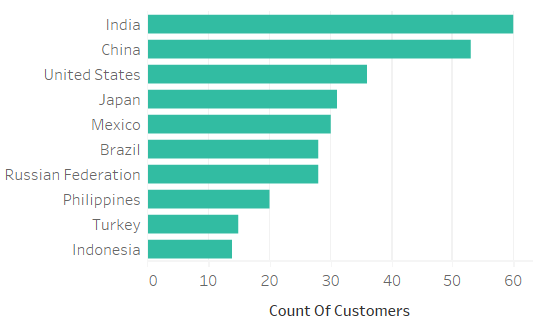 India
China
United States
Japan
Mexico
Brazil
Russian Federation
Philippines
Turkey
Indonesia
0 10 20 30 40 50 60
Count Of Customers